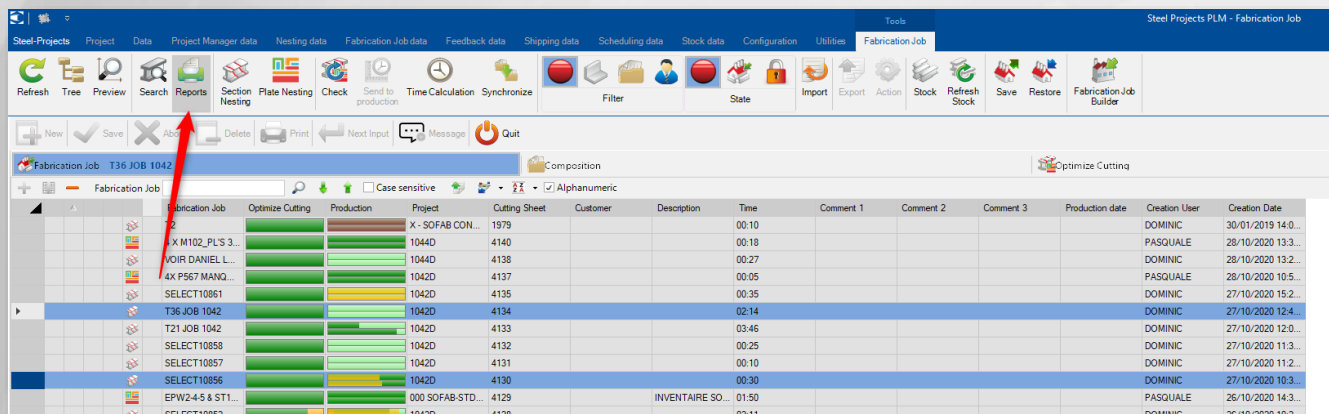 Tools
Steel Projects PLM - Fabrication Job
Steel-Projects Project Data Project Manager data Nesting data Fabrication Job data Feedback data Shipping data Scheduling data Stock data Configuration Utilities Fabrication Job
Refresh Tree Preview Search Reports Section Nesting Plate Nesting Check Send to production Time Calculation Synchronize Filter State Import Export Action Stock Refresh Stock Save Restore Fabrication Job Builder
New Save Abo Delete Print Next Input Message Quit
Fabrication Job T36 JOB 1042 Composition Optimize Cutting
Fabrication Job Case sensitive Alphanumeric
Fabrication Job Optimize Cutting Production Project Cutting Sheet Customer Description Time Comment 1 Comment 2 Comment 3 Production date Creation User Creation Date
2 X - SOFAB CON... 1979 00:10 DOMINIC 30/01/2019 14:0...
X M102_PL'S 3... 1044D 4140 00:18 PASQUALE 28/10/2020 13:3...
VOIR DANIEL L... 1044D 4138 00:27 DOMINIC 28/10/2020 13:2...
4X P567 MANQ... 1042D 4137 00:05 PASQUALE 28/10/2020 10:5...
SELECT10861 1042D 4135 00:35 DOMINIC 27/10/2020 15:2...
T36 JOB 1042 1042D 4134 02:14 DOMINIC 27/10/2020 12:4...
T21 JOB 1042 1042D 4133 03:46 DOMINIC 27/10/2020 12:0...
SELECT10858 1042D 4132 00:25 DOMINIC 27/10/2020 11:3...
SELECT10857 1042D 4131 00:10 DOMINIC 27/10/2020 11:2...
SELECT10856 1042D 4130 00:30 DOMINIC 27/10/2020 10:3...
EPW2-4-5 & ST1... 000 SOFAB-STD... 4129 INVENTAIRE SO... 01:50 PASQUALE 26/10/2020 14:3...